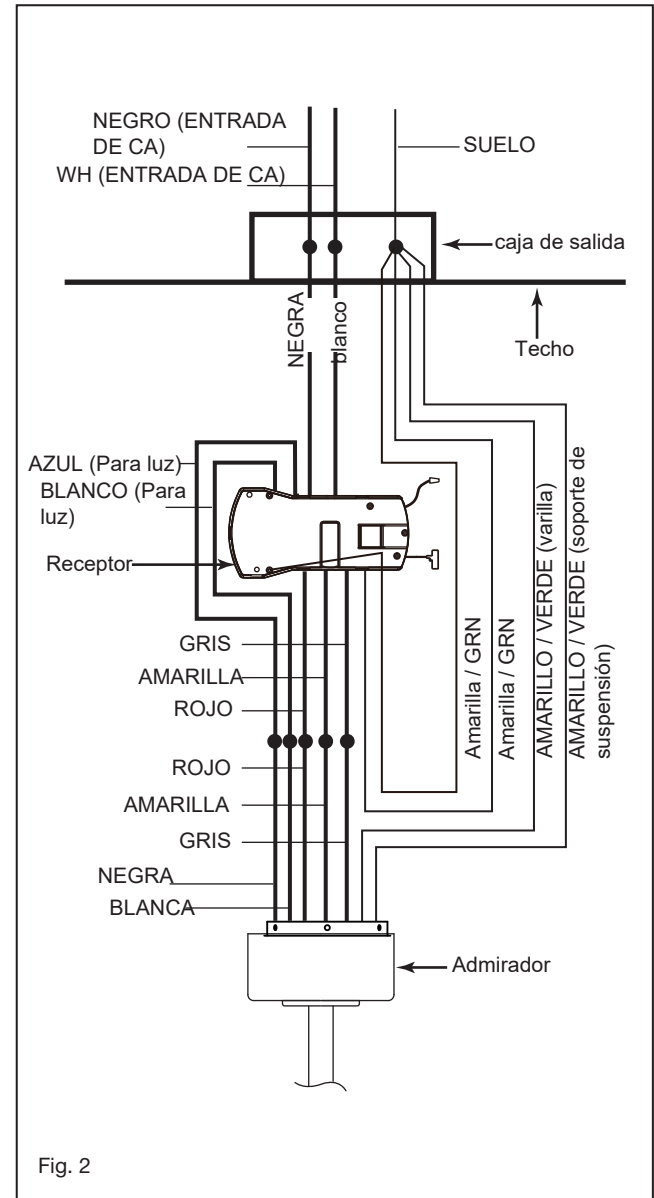 NEGRO (ENTRADA
DE CA)
WH (ENTRADA DE CA)
SUELO
caja de salida
NEGRA
blanco
Techo
AZUL (Para luz)
BLANCO (Para
luz)
Receptor
GRIS
AMARILLA
ROJO
ROJO
AMARILLA
GRIS
NEGRA
BLANCA
Amarilla / GRN
Amarilla / GRN
AMARILLO / VERDE (varilla)
AMARILLO / VERDE (soporte de
suspensión)
Admirador
Fig. 2